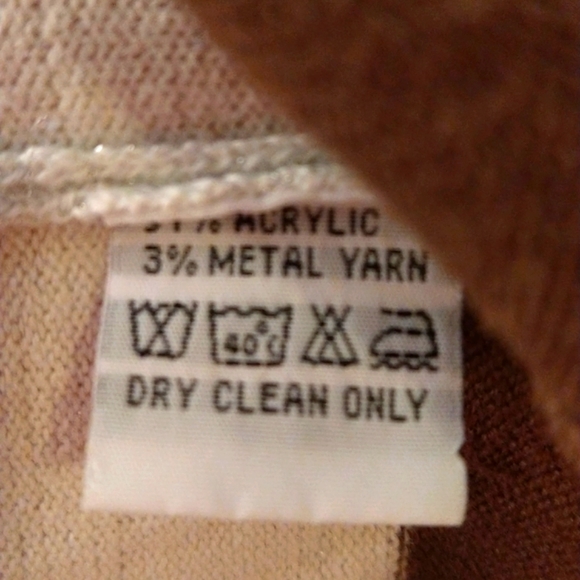 % ACRYLIC
3% METAL YARN
40°C
DRY CLEAN ONLY